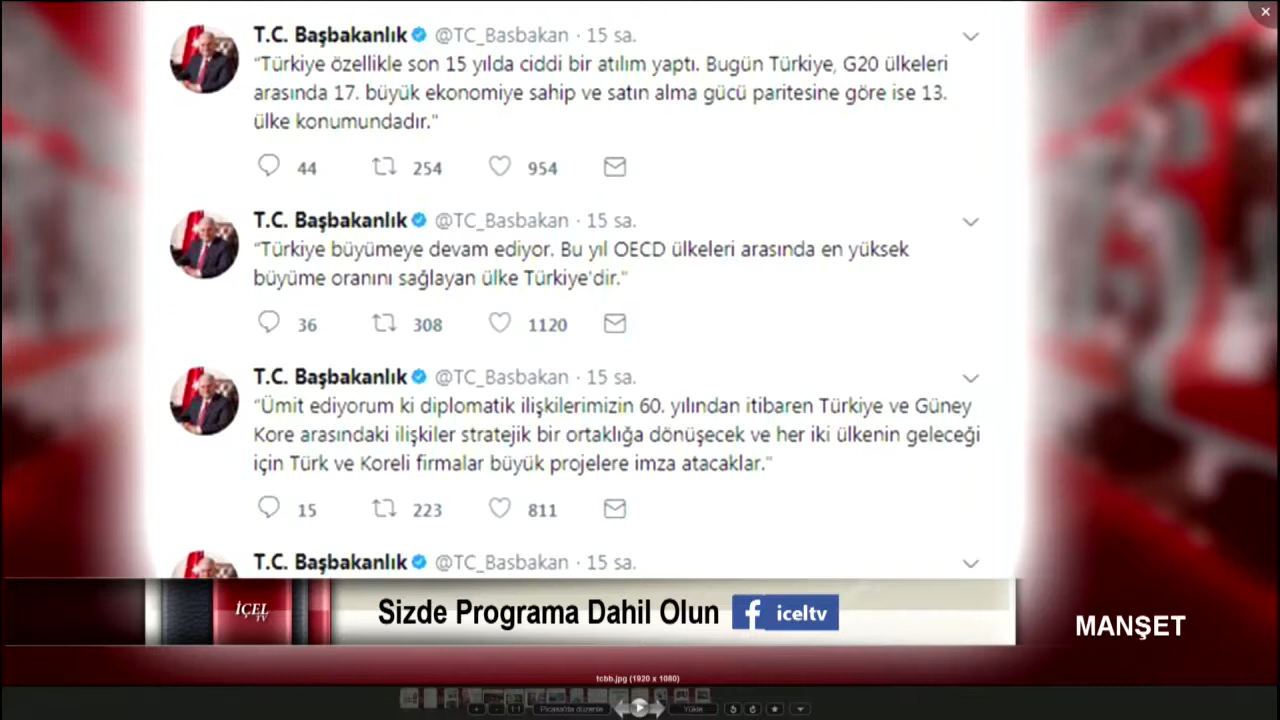 T.C. Başbakanlık @TC_Basbakan · 15 sa.
“Türkiye özellikle son 15 yılda ciddi bir atılım yaptı. Bugün Türkiye, G20 ülkeleri
arasında 17. büyük ekonomiye sahip ve satın alma gücü paritesine göre ise 13.
ülke konumundadır.”
44 254 954
T.C. Başbakanlık @TC_Basbakan · 15 sa.
“Türkiye büyümeye devam ediyor. Bu yıl OECD ülkeleri arasında en yüksek
büyüme oranını sağlayan ülke Türkiye'dir.”
36 308 1120
T.C. Başbakanlık @TC_Basbakan · 15 sa.
“Ümit ediyorum ki diplomatik ilişkilerimizin 60. yılından itibaren Türkiye ve Güney
Kore arasındaki ilişkiler stratejik bir ortaklığa dönüşecek ve her iki ülkenin geleceği
için Türk ve Koreli firmalar büyük projelere imza atacaklar.”
15 223 811
T.C. Başbakanlık @TC_Basbakan · 15 sa.
İÇEL TV
Sizde Programa Dahil Olun f iceltv
MANŞET
tcbb.jpg (1920 x 1080)
1:1 Picasa'da düzenle Yükle